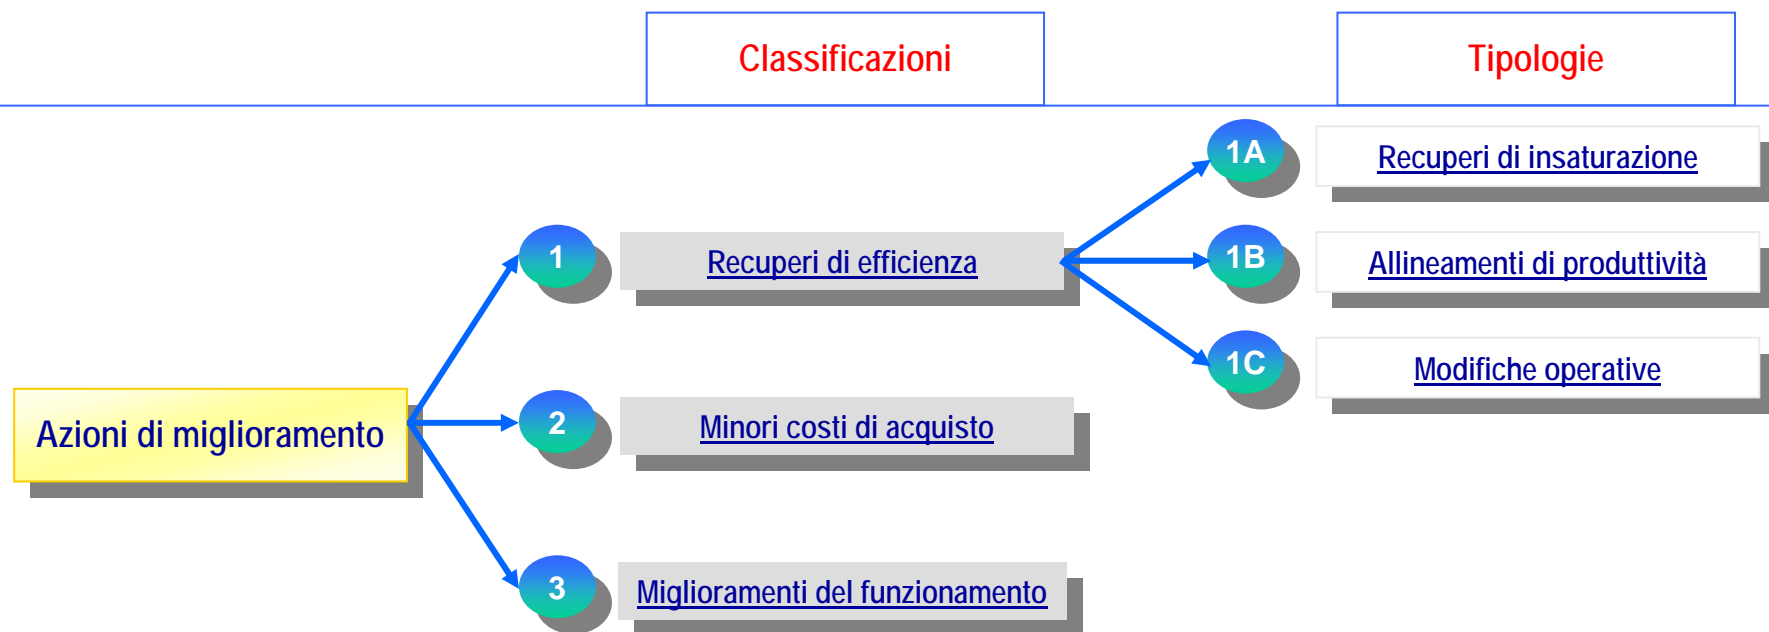 Classificazioni
Tipologie
1A
Recuperi di insaturazione
1
Recuperi di efficienza
1B
Allineamenti di produttività
1C
Modifiche operative
Azioni di miglioramento
2
Minori costi di acquisto
3
Miglioramenti del funzionamento